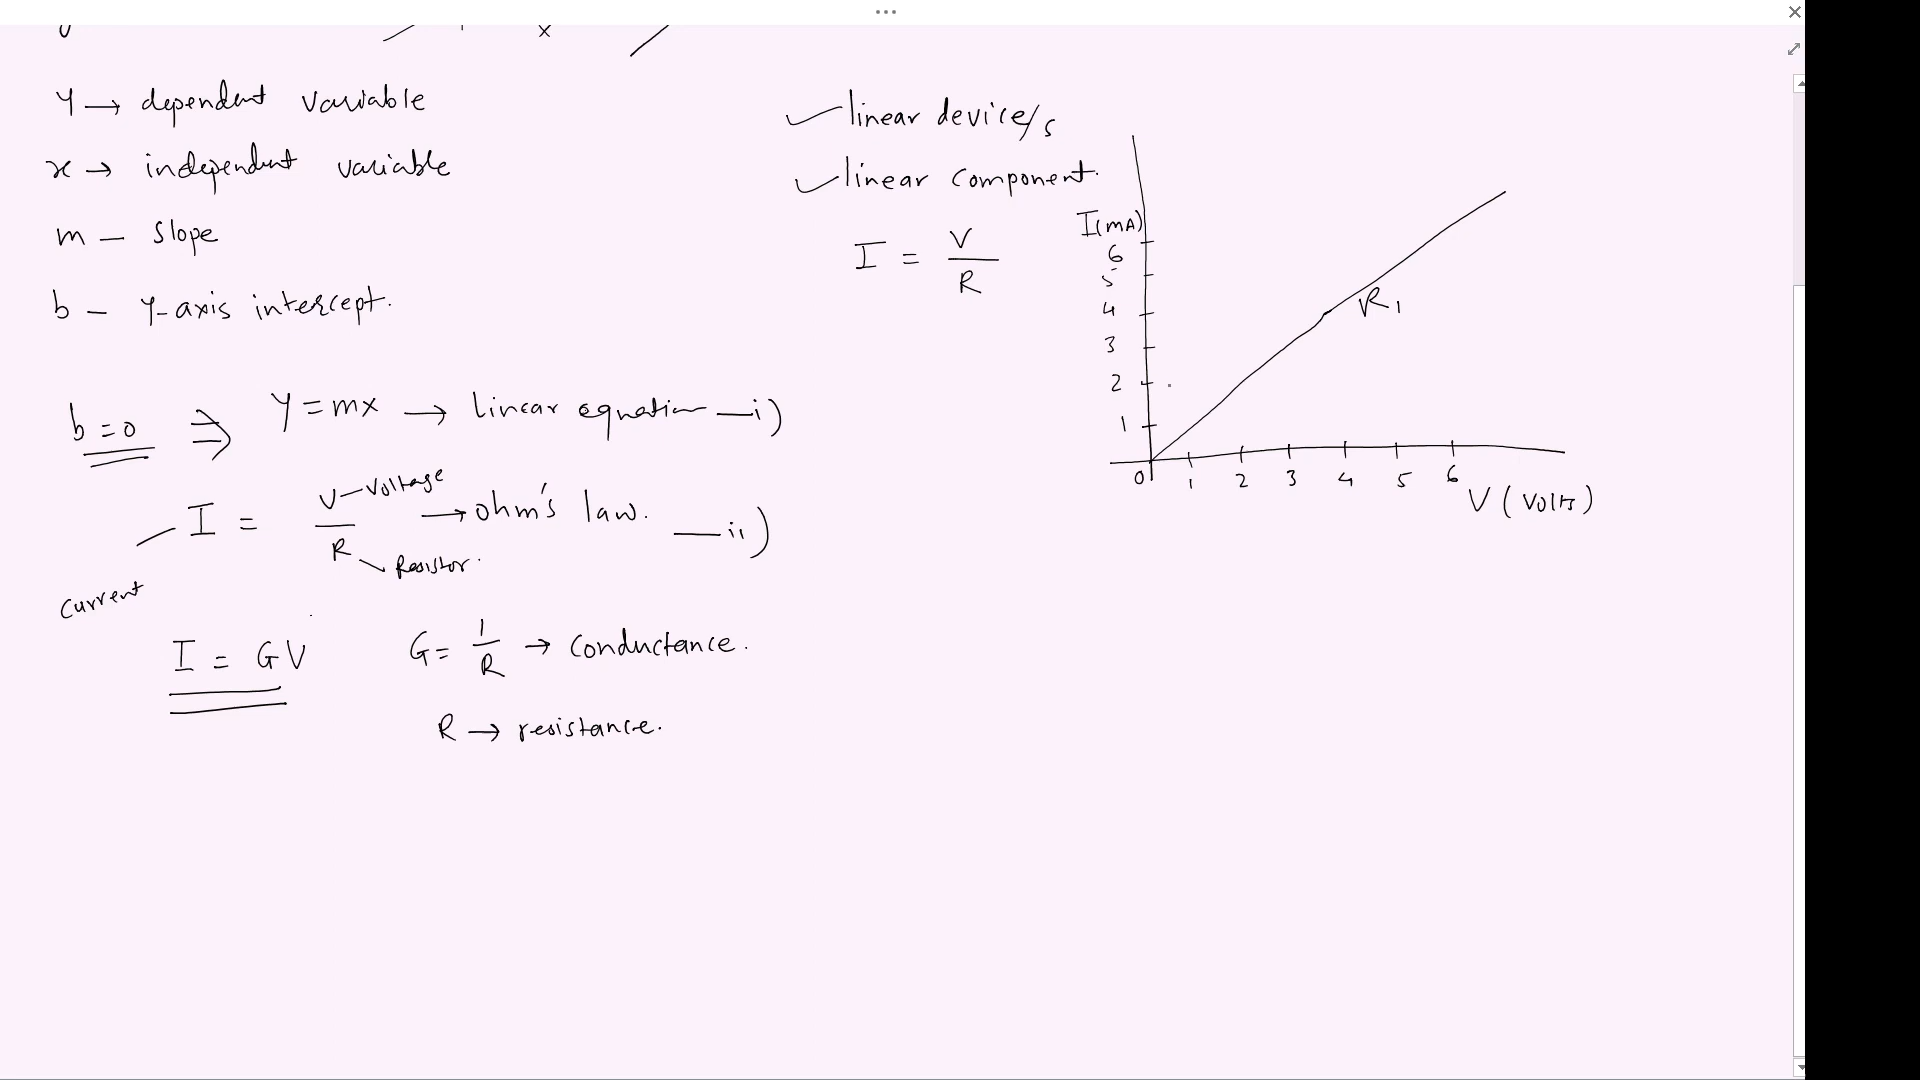 y → dependent variable
x → independent variable
m – slope
b – y-axis intercept.
b = 0 ⇒ y = mx → linear equation — i)
I = V/R → ohm's law. — ii)
V – Voltage
R – Resistor.
Current
I = GV
G = 1/R → conductance.
R → resistance.
✓ linear device/s
✓ linear component.
I = V/R
I(mA)
6
5
4
3
2
1
0 1 2 3 4 5 6
V (Volts)
R1